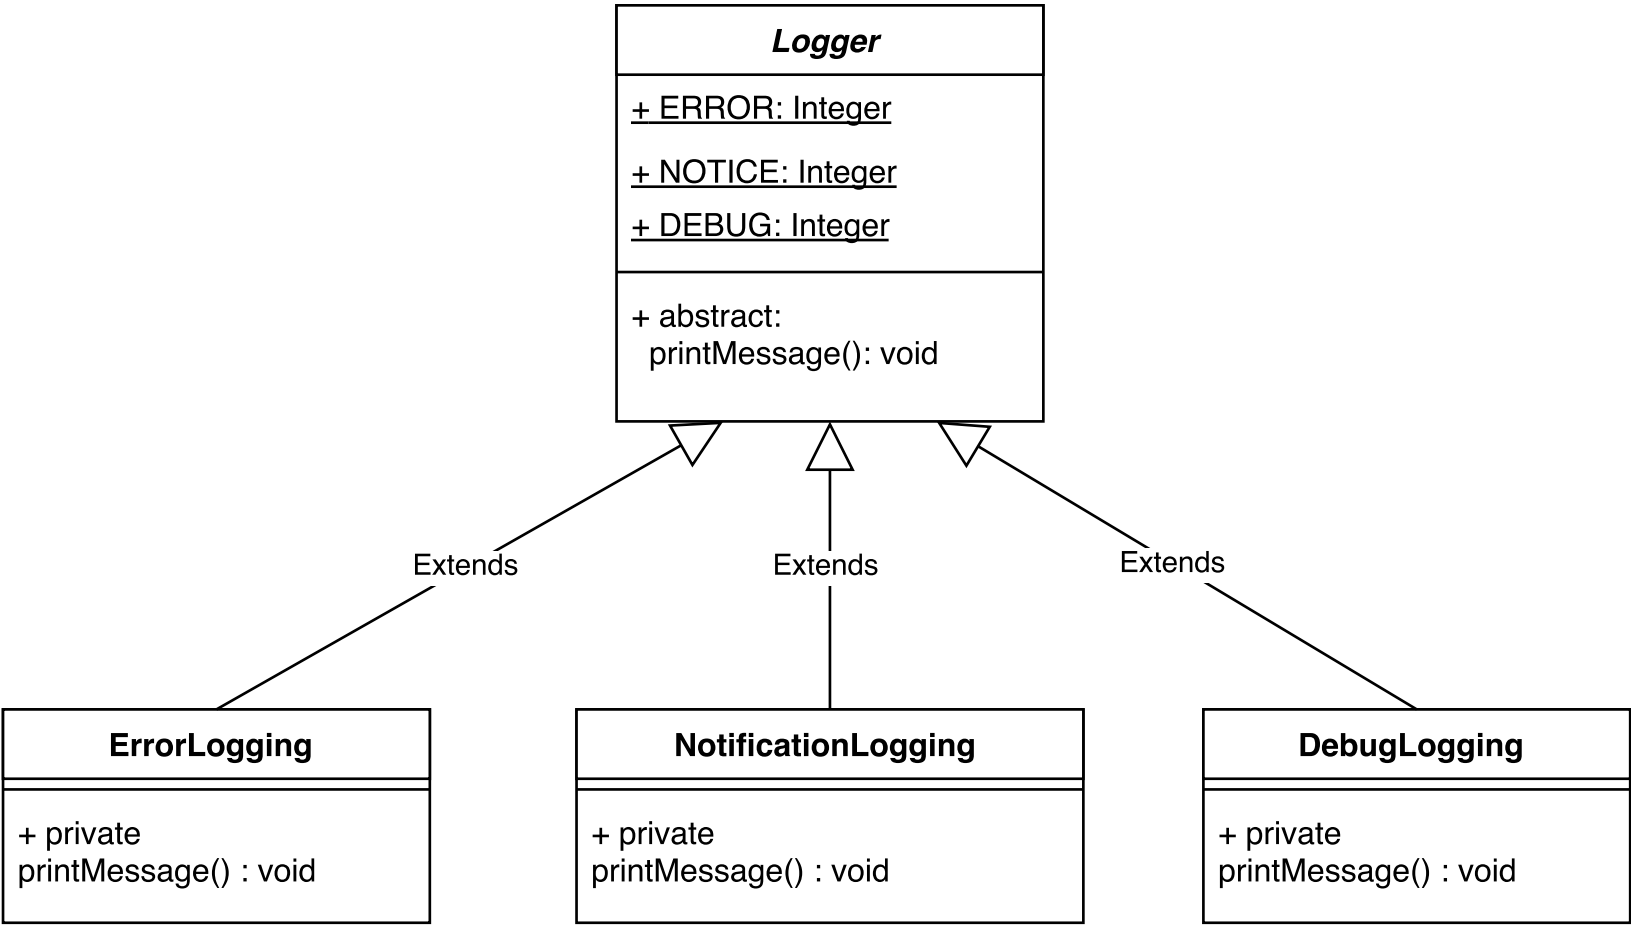 Logger
+ ERROR: Integer
+ NOTICE: Integer
+ DEBUG: Integer
+ abstract:
printMessage(): void
Extends
Extends
Extends
ErrorLogging
+ private
printMessage() : void
NotificationLogging
+ private
printMessage() : void
DebugLogging
+ private
printMessage() : void